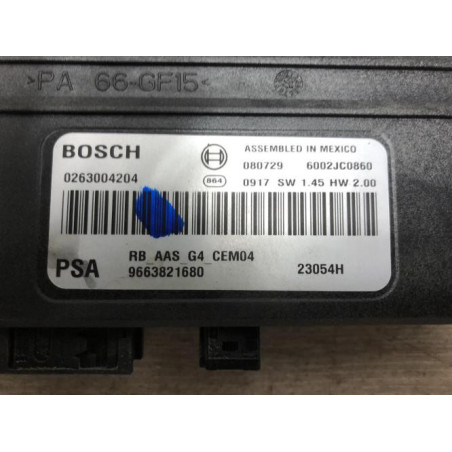 >PA 66-GF15<
BOSCH
ASSEMBLED IN MEXICO
080729 6002JC0860
0263004204
864 0917 SW 1.45 HW 2.00
RB_AAS_G4_CEM04
PSA 9663821680 23054H